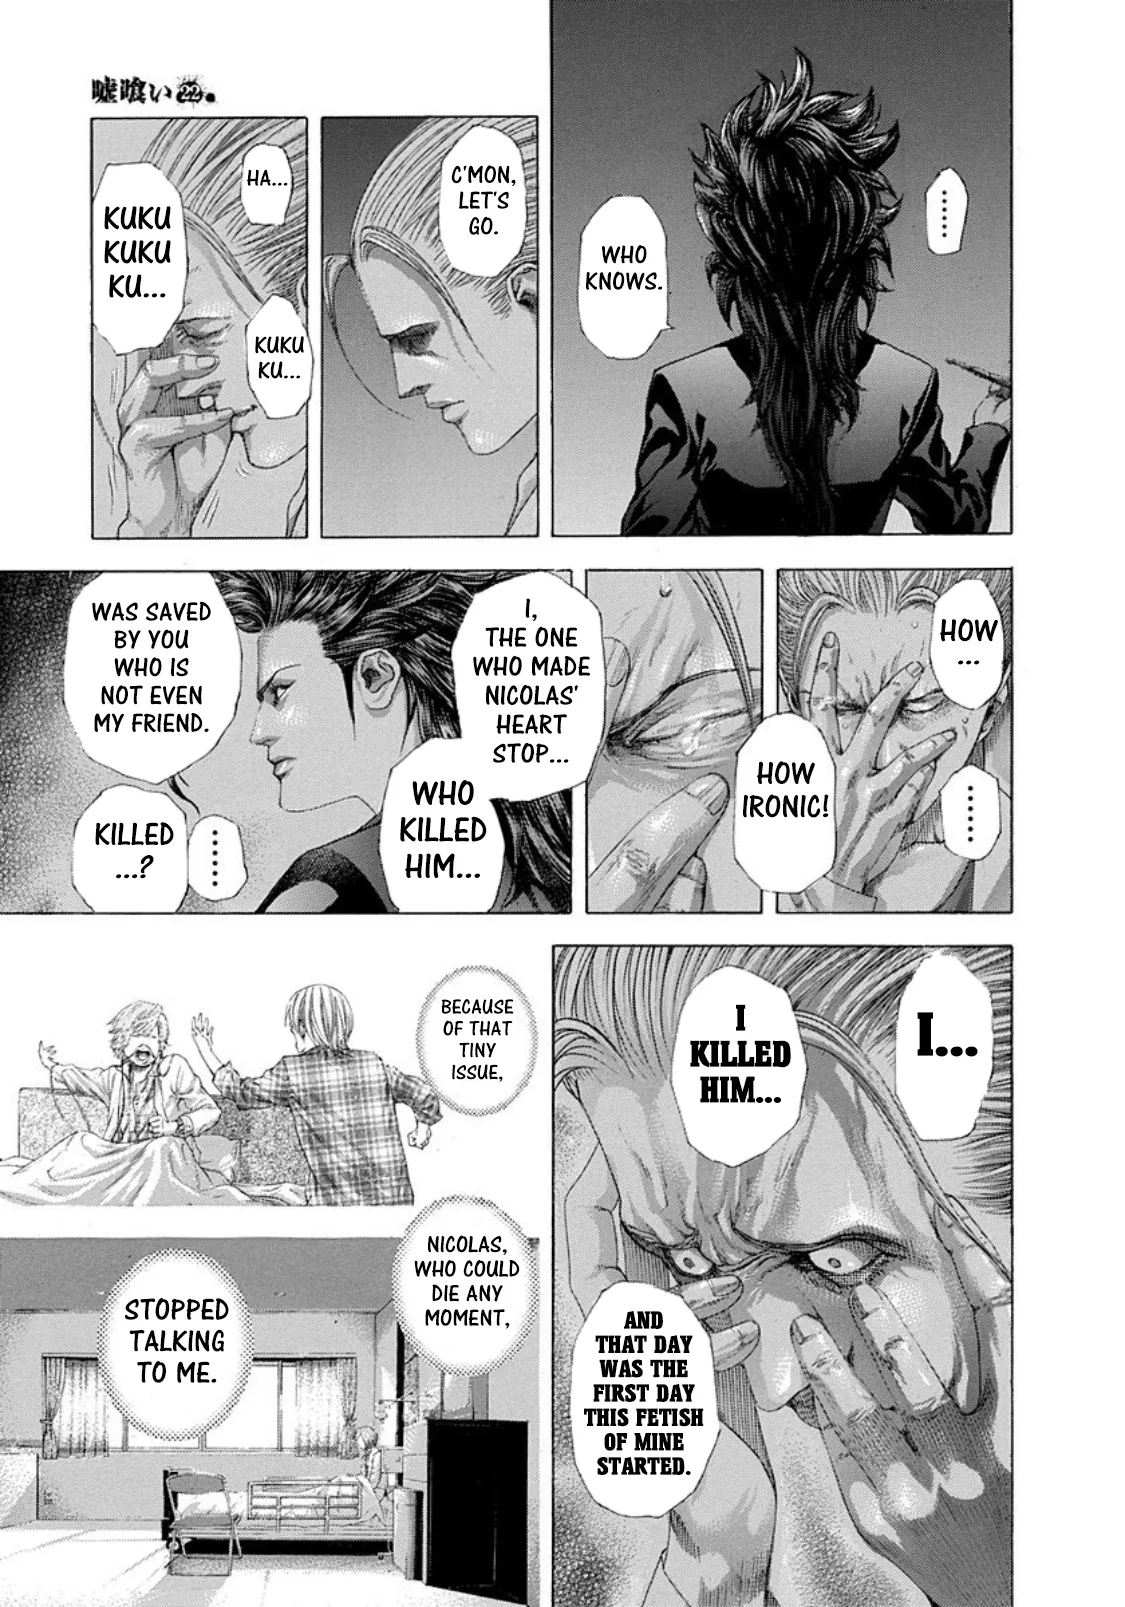 嘘喰い 22
......
WHO
KNOWS.
C'MON,
LET'S
GO.
HA...
KUKU
KUKU
KU...
KUKU
KU...
HOW
...
......
HOW
IRONIC!
I,
THE ONE
WHO MADE
NICOLAS'
HEART
STOP...
WHO
KILLED
HIM...
WAS SAVED
BY YOU
WHO IS
NOT EVEN
MY FRIEND.
......
KILLED
...?
I...
I
KILLED
HIM...
AND
THAT DAY
WAS THE
FIRST DAY
THIS FETISH
OF MINE
STARTED.
BECAUSE
OF THAT
TINY
ISSUE,
NICOLAS,
WHO COULD
DIE ANY
MOMENT,
STOPPED
TALKING
TO ME.